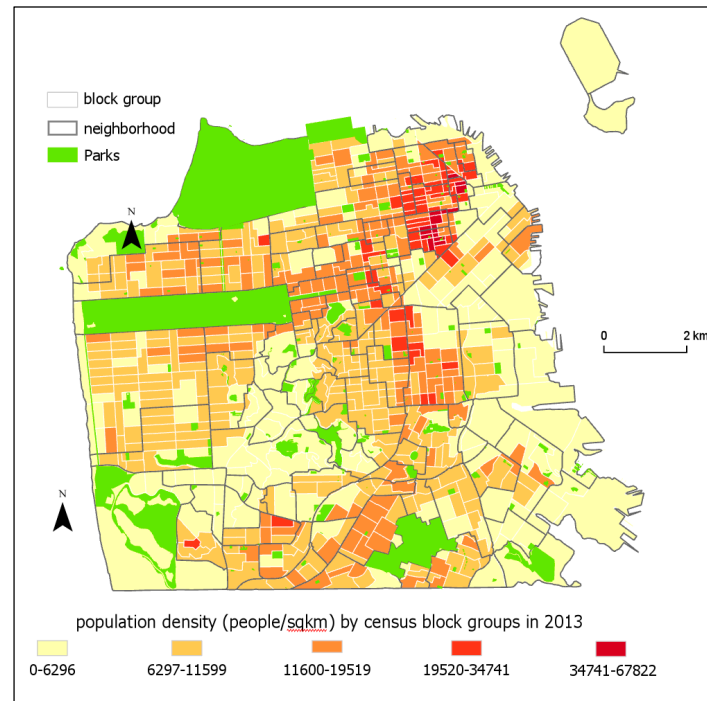 block group
neighborhood
Parks
N
0 2 km
N
population density (people/sqkm) by census block groups in 2013
0-6296 6297-11599 11600-19519 19520-34741 34741-67822